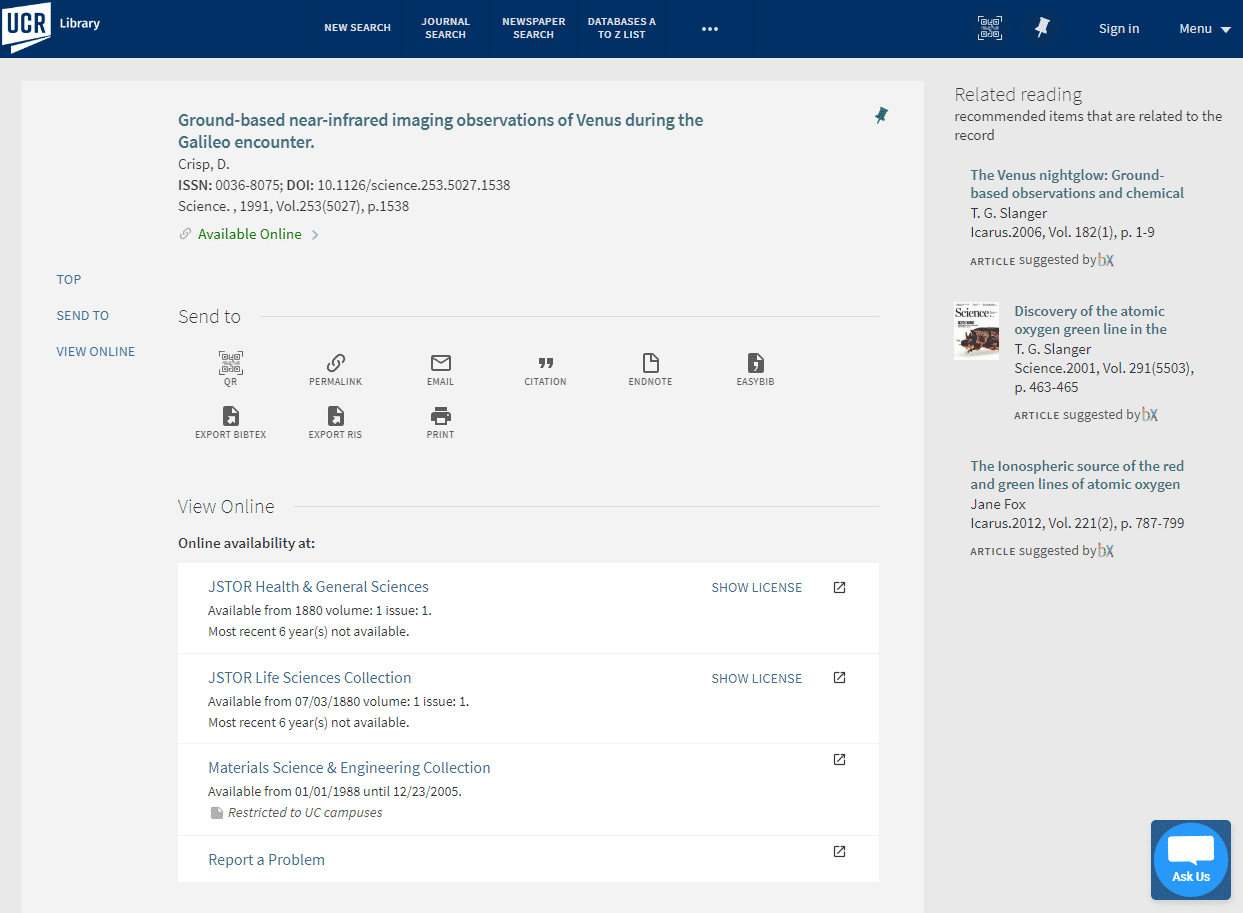 UCR Library
NEW SEARCH
JOURNAL
SEARCH
NEWSPAPER
SEARCH
DATABASES A
TO Z LIST
Sign in
Menu
Ground-based near-infrared imaging observations of Venus during the
Galileo encounter.
Crisp, D.
ISSN: 0036-8075; DOI: 10.1126/science.253.5027.1538
Science. , 1991, Vol.253(5027), p.1538
Available Online
TOP
SEND TO
VIEW ONLINE
Send to
QR
PERMALINK
EMAIL
CITATION
ENDNOTE
EASYBIB
EXPORT BIBTEX
EXPORT RIS
PRINT
View Online
Online availability at:
JSTOR Health & General Sciences
SHOW LICENSE
Available from 1880 volume: 1 issue: 1.
Most recent 6 year(s) not available.
JSTOR Life Sciences Collection
SHOW LICENSE
Available from 07/03/1880 volume: 1 issue: 1.
Most recent 6 year(s) not available.
Materials Science & Engineering Collection
Available from 01/01/1988 until 12/23/2005.
Restricted to UC campuses
Report a Problem
Related reading
recommended items that are related to the
record
The Venus nightglow: Ground-
based observations and chemical
T. G. Slanger
Icarus.2006, Vol. 182(1), p. 1-9
ARTICLE suggested by bX
Science
Discovery of the atomic
oxygen green line in the
T. G. Slanger
Science.2001, Vol. 291(5503),
p. 463-465
ARTICLE suggested by bX
The Ionospheric source of the red
and green lines of atomic oxygen
Jane Fox
Icarus.2012, Vol. 221(2), p. 787-799
ARTICLE suggested by bX
Ask Us